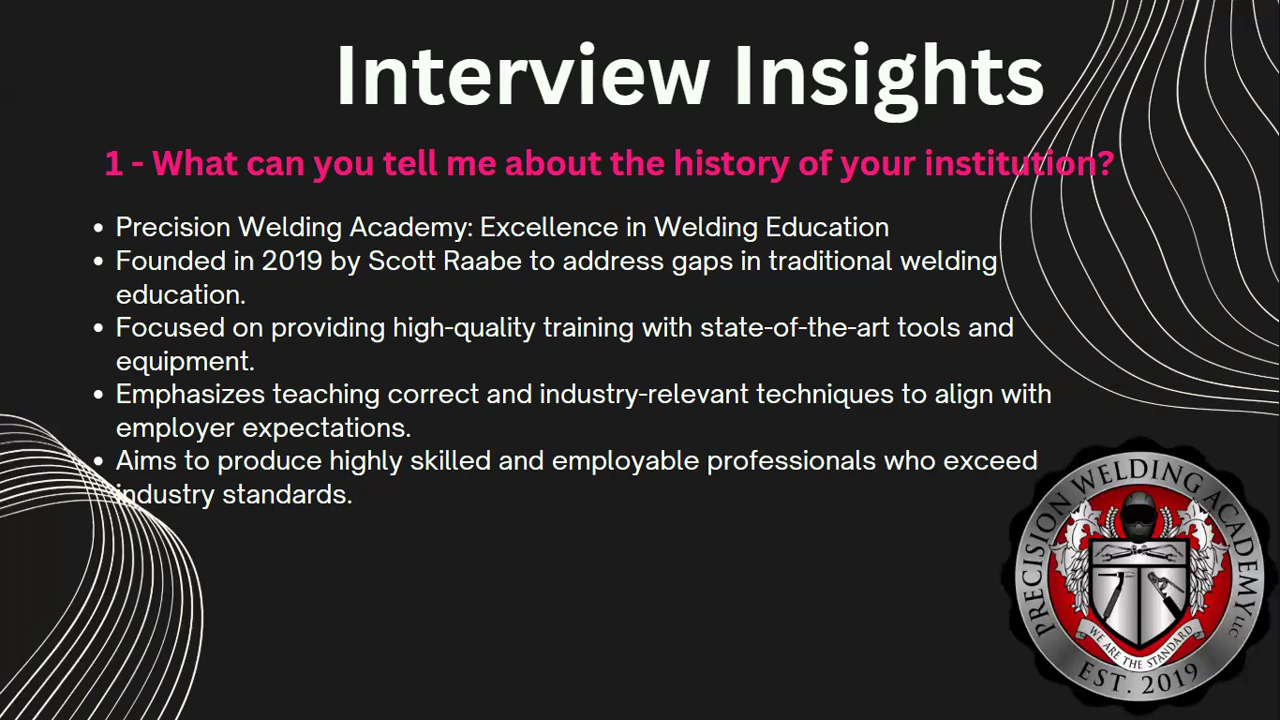 Interview Insights
1 - What can you tell me about the history of your institution?
• Precision Welding Academy: Excellence in Welding Education
• Founded in 2019 by Scott Raabe to address gaps in traditional welding
education.
• Focused on providing high-quality training with state-of-the-art tools and
equipment.
• Emphasizes teaching correct and industry-relevant techniques to align with
employer expectations.
• Aims to produce highly skilled and employable professionals who exceed
industry standards.
PRECISION WELDING ACADEMY LLC
WE ARE THE STANDARD
EST. 2019